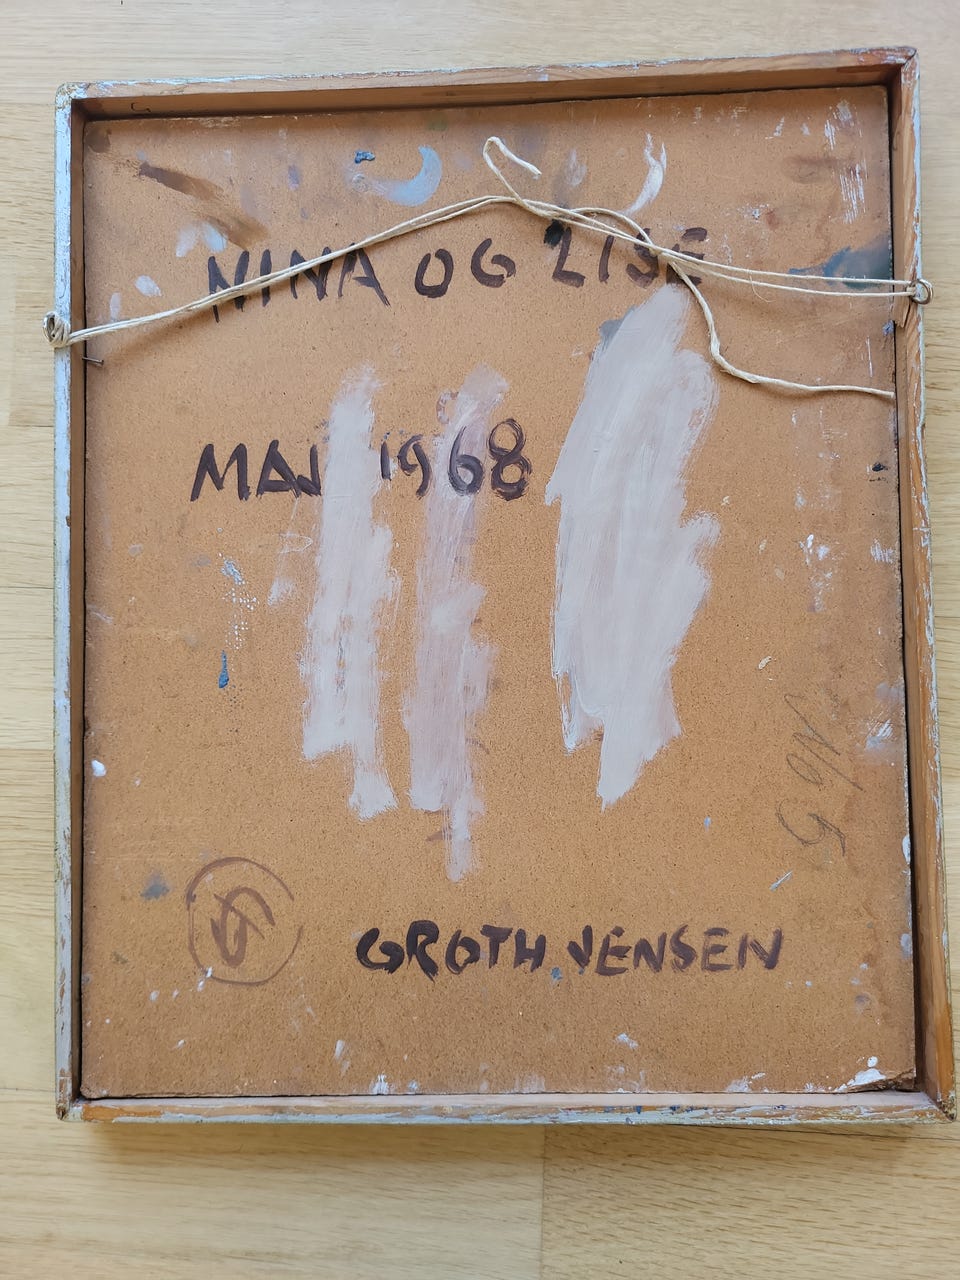 NINA OG LISE
MAJ 1968
GROTH JENSEN